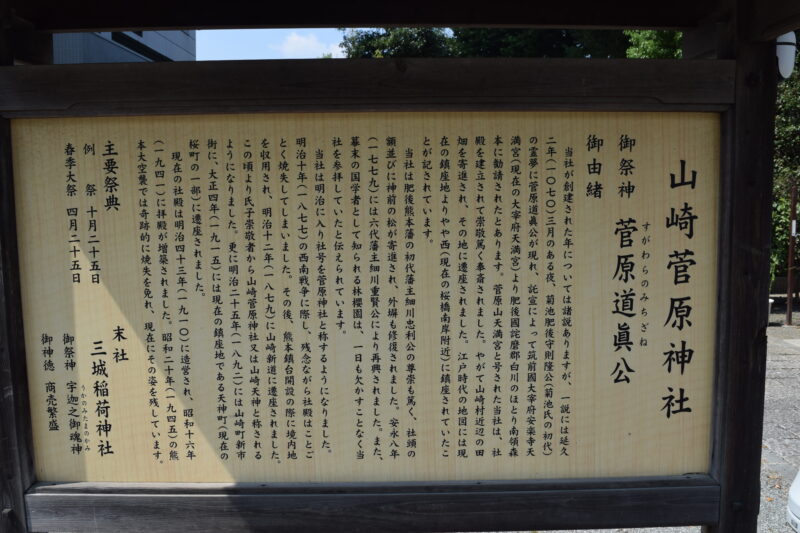 山崎菅原神社
御祭神
菅原道眞公
すがわらのみちざね
御由緒
当社が創建された年については諸説ありますが、一説には延久
二年(一〇七〇)三月のある夜、菊池肥後守則隆公(菊池氏の初代)
の霊夢に菅原道眞公が現れ、託宣によって筑前國太宰府安楽寺天
満宮(現在の太宰府天満宮)より肥後國詫磨郡白川のほとり南領森
本に勧請されたとあります。菅原山天満宮と号された当社は、社
殿を建立されて崇敬篤く奉斎されました。やがて山崎村近辺の田
畑を寄進され、その地に遷座されました。江戸時代の地図には現
在の鎮座地よりやや西(現在の桜橋南岸附近)に鎮座されていたこ
とが記されています。
当社は肥後熊本藩の初代藩主細川忠利公の尊崇も篤く、社頭の
額並びに神前の松が寄進され、外塀も修復されました。安永八年
(一七七九)には六代藩主細川重賢公により再興されました。また、
幕末の国学者として知られる林櫻園は、一日も欠かすことなく当
社を参拝していたと伝えられています。
当社は明治に入り社号を菅原神社と称するようになりました。
明治十年(一八七七)の西南戦争に際し、残念ながら社殿はことご
とく焼失してしまいました。その後、熊本鎮台開設の際に境内地
を収用され、明治十二年(一八七九)に山崎新道に遷座されました。
この頃より氏子崇敬者から山崎菅原神社又は山崎天神と称される
ようになりました。更に明治二十五年(一八九二)には山崎町新市
街に、大正四年(一九一五)には現在の鎮座地である天神町(現在の
桜町の一部)に遷座されました。
現在の社殿は明治四十三年(一九一〇)に造営され、昭和十六年
(一九四一)に拝殿が増築されました。昭和二十年(一九四五)の熊
本大空襲では奇跡的に焼失を免れ、現在にその姿を残しています。
主要祭典
例　祭　十月二十五日
春季大祭　四月二十五日
末社
三城稲荷神社
御祭神　宇迦之御魂神
うかのみたまのかみ
御神徳　商売繁盛